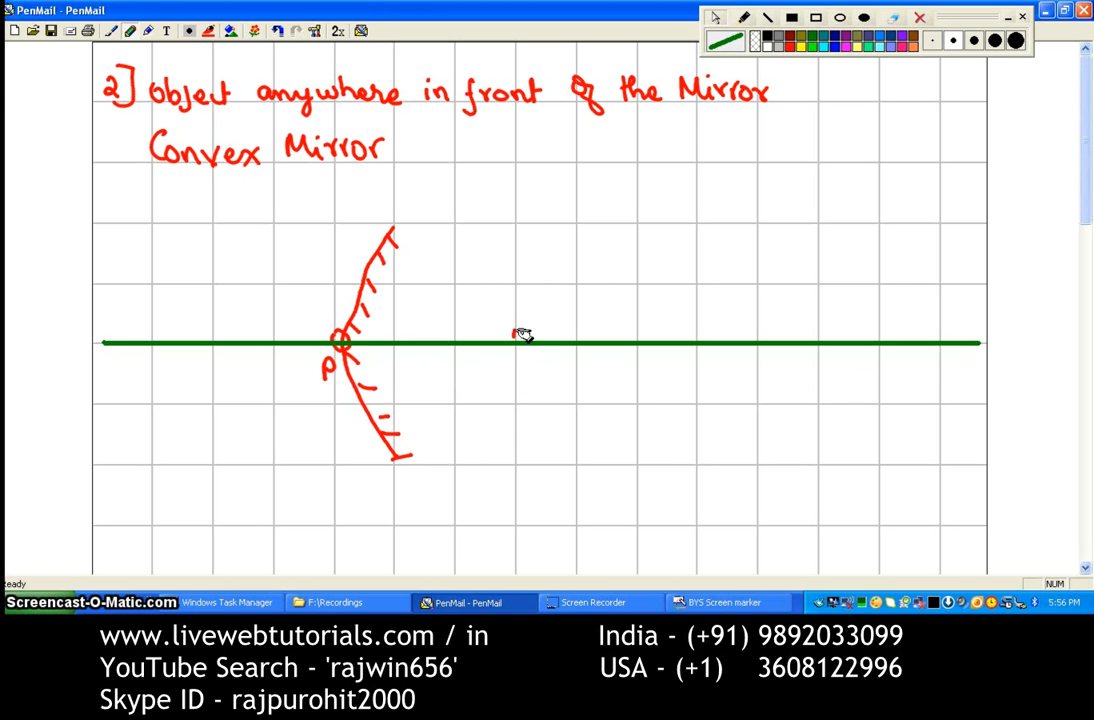 PenMail - PenMail
2x
2] Object anywhere in front of the Mirror
Convex Mirror
P
Ready
NUM
Screencast-O-Matic.com
Windows Task Manager
F:\Recordings
PenMail - PenMail
Screen Recorder
BYS Screen marker
5:56 PM
www.livewebtutorials.com / in
India - (+91) 9892033099
YouTube Search - 'rajwin656'
USA - (+1) 3608122996
Skype ID - rajpurohit2000